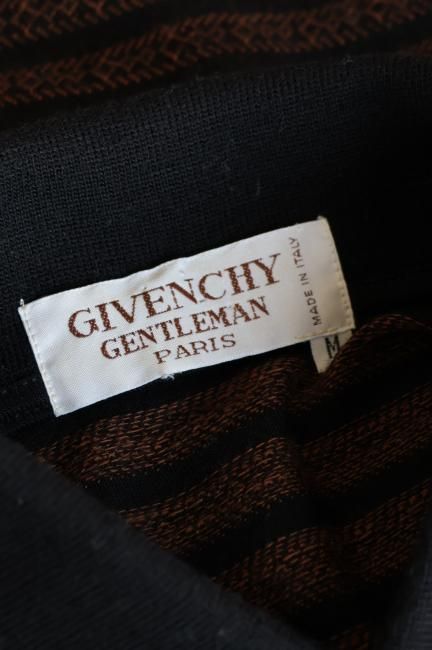 GIVENCHY
GENTLEMAN
PARIS
MADE IN ITALY
M